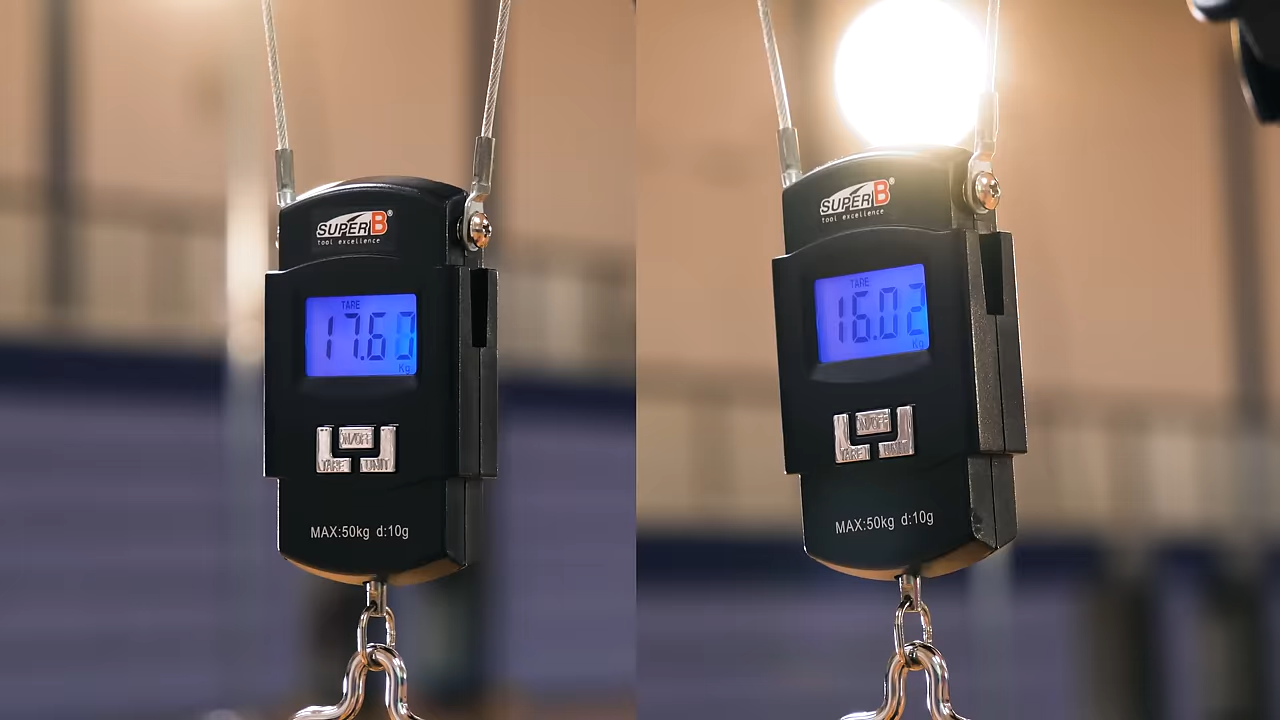 SUPER B®
tool excellence
TARE
17.60
Kg
ON/OFF
TARE UNIT
MAX:50kg d:10g
SUPER B®
tool excellence
TARE
16.02
Kg
ON/OFF
TARE UNIT
MAX:50kg d:10g